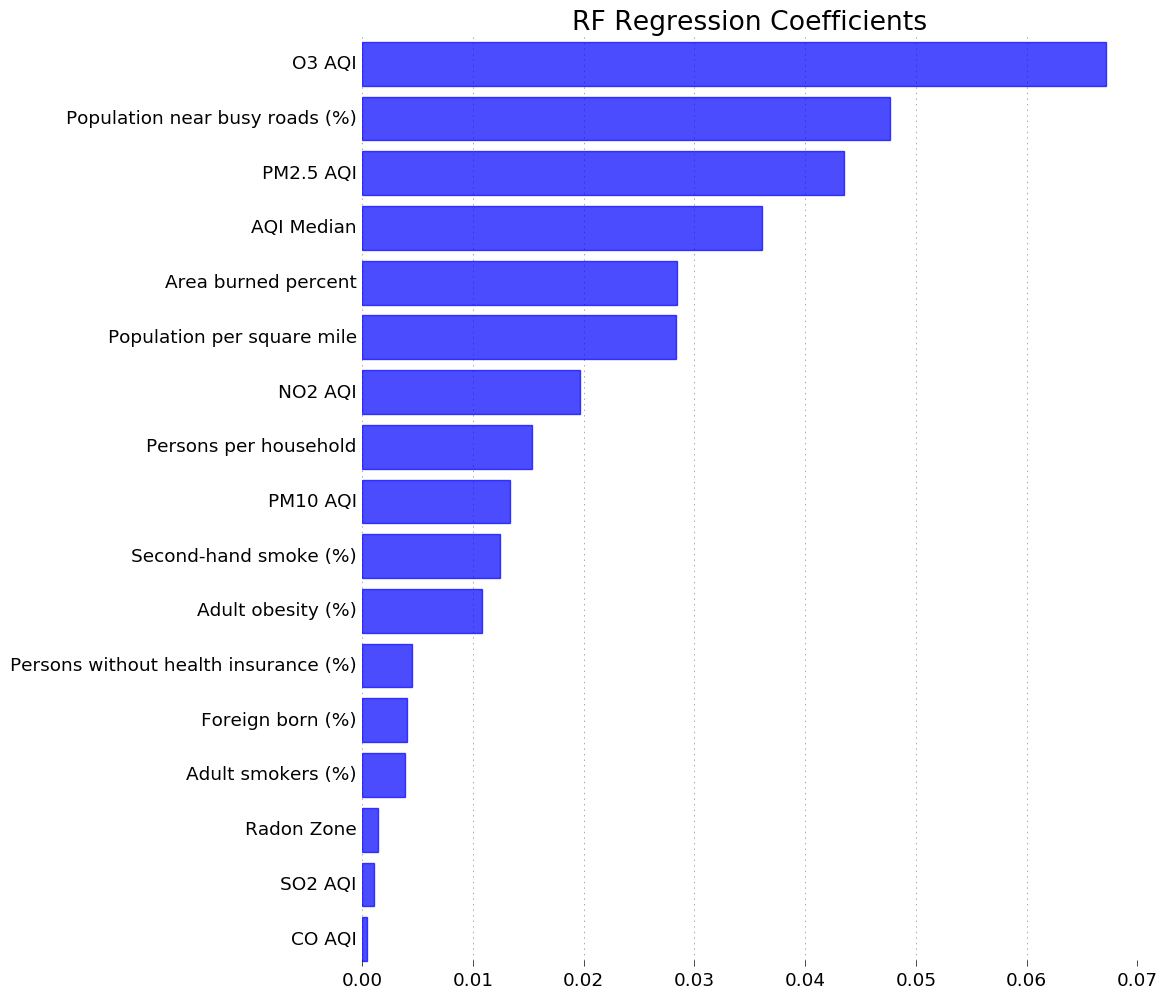 RF Regression Coefficients
O3 AQI
Population near busy roads (%)
PM2.5 AQI
AQI Median
Area burned percent
Population per square mile
NO2 AQI
Persons per household
PM10 AQI
Second-hand smoke (%)
Adult obesity (%)
Persons without health insurance (%)
Foreign born (%)
Adult smokers (%)
Radon Zone
SO2 AQI
CO AQI
0.00 0.01 0.02 0.03 0.04 0.05 0.06 0.07